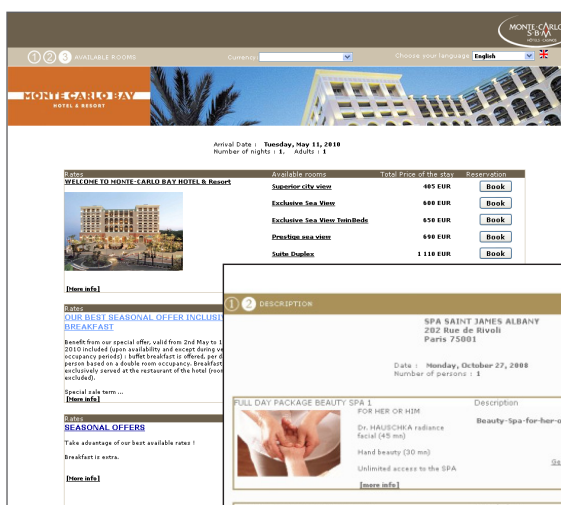 MONTE-CARLO
S·B·M
HÔTELS CASINOS
1 2 3 AVAILABLE ROOMS
Currency:
Choose your language English
MONTE CARLO BAY
HOTEL & RESORT
Arrival Date : Tuesday, May 11, 2010
Number of nights : 1, Adults : 1
Rates Available rooms Total Price of the stay Reservation
WELCOME TO MONTE-CARLO BAY HOTEL & Resort
Superior city view 405 EUR Book
Exclusive Sea View 600 EUR Book
Exclusive Sea View TwinBeds 650 EUR Book
Prestige sea view 690 EUR Book
Suite Duplex 1 110 EUR Book
[More info]
Rates
OUR BEST SEASONAL OFFER INCLUSI
BREAKFAST
Benefit from our special offer, valid from 2nd May to 1
2010 included (upon availability and except during ve
occupancy periods) : buffet breakfast is offered, per d
person based on a double room occupancy. Breakfast
exclusively served at the restaurant of the hotel (roo
excluded).
Special sale term ...
[More info]
Rates
SEASONAL OFFERS
Take advantage of our best available rates !
Breakfast is extra.
[More info]
1 2 DESCRIPTION
SPA SAINT JAMES ALBANY
202 Rue de Rivoli
Paris 75001
Date : Monday, October 27, 2008
Number of persons : 1
FULL DAY PACKAGE BEAUTY SPA 1 Description
FOR HER OR HIM
Beauty-Spa-for-her-o
Dr. HAUSCHKA radiance
facial (45 mn)
Hand beauty (30 mn)
Unlimited access to the SPA
[more info]